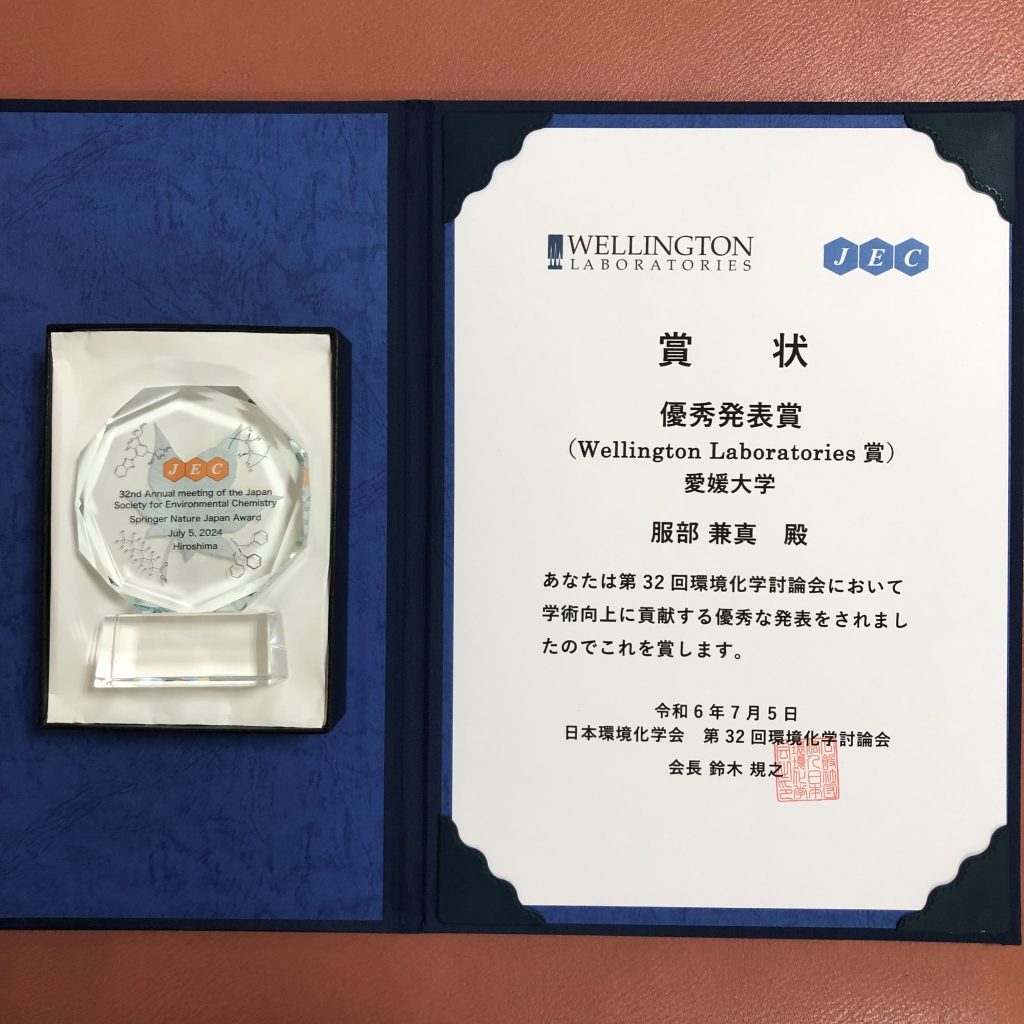 J E C
32nd Annual meeting of the Japan
Society for Environmental Chemistry
Springer Nature Japan Award
July 5, 2024
Hiroshima
WELLINGTON
LABORATORIES
J E C
賞 状
優秀発表賞
（Wellington Laboratories 賞）
愛媛大学
服部 兼真 殿
あなたは第 32 回環境化学討論会において
学術向上に貢献する優秀な発表をされまし
たのでこれを賞します。
令和 6 年 7 月 5 日
日本環境化学会 第 32 回環境化学討論会
会長 鈴木 規之